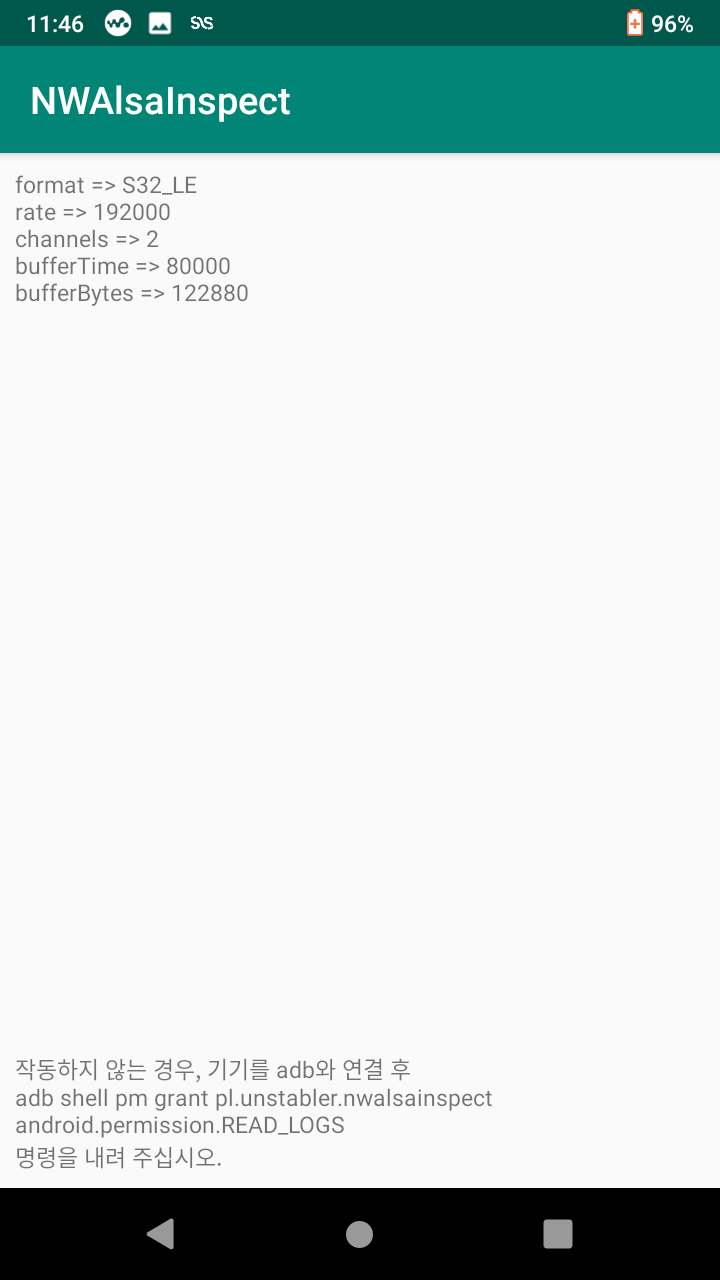 11:46
96%
NWAlsaInspect
format => S32_LE
rate => 192000
channels => 2
bufferTime => 80000
bufferBytes => 122880
작동하지 않는 경우, 기기를 adb와 연결 후
adb shell pm grant pl.unstabler.nwalsainspect
android.permission.READ_LOGS
명령을 내려 주십시오.